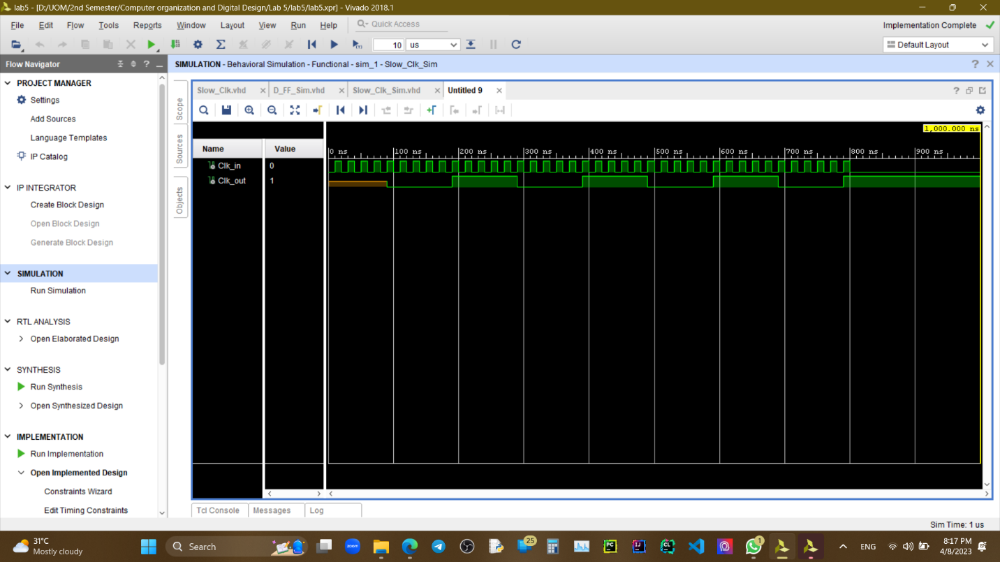 lab5 - [D:/UOM/2nd Semester/Computer organization and Digital Design/Lab 5/lab5/lab5.xpr] - Vivado 2018.1
File Edit Flow Tools Reports Window Layout View Run Help Quick Access
Implementation Complete
10 us
Default Layout
Flow Navigator
SIMULATION - Behavioral Simulation - Functional - sim_1 - Slow_Clk_Sim
PROJECT MANAGER
Settings
Add Sources
Language Templates
IP Catalog
IP INTEGRATOR
Create Block Design
Open Block Design
Generate Block Design
SIMULATION
Run Simulation
RTL ANALYSIS
Open Elaborated Design
SYNTHESIS
Run Synthesis
Open Synthesized Design
IMPLEMENTATION
Run Implementation
Open Implemented Design
Constraints Wizard
Edit Timing Constraints
Scope
Sources
Objects
Slow_Clk.vhd D_FF_Sim.vhd Slow_Clk_Sim.vhd Untitled 9
1,000.000 ns
Name Value
0 ns 100 ns 200 ns 300 ns 400 ns 500 ns 600 ns 700 ns 800 ns 900 ns
Clk_in 0
Clk_out 1
Tcl Console Messages Log
Sim Time: 1 us
31°C
Mostly cloudy
Search
zoom
25
PC
IJ
CL
1
ENG
8:17 PM
4/8/2023